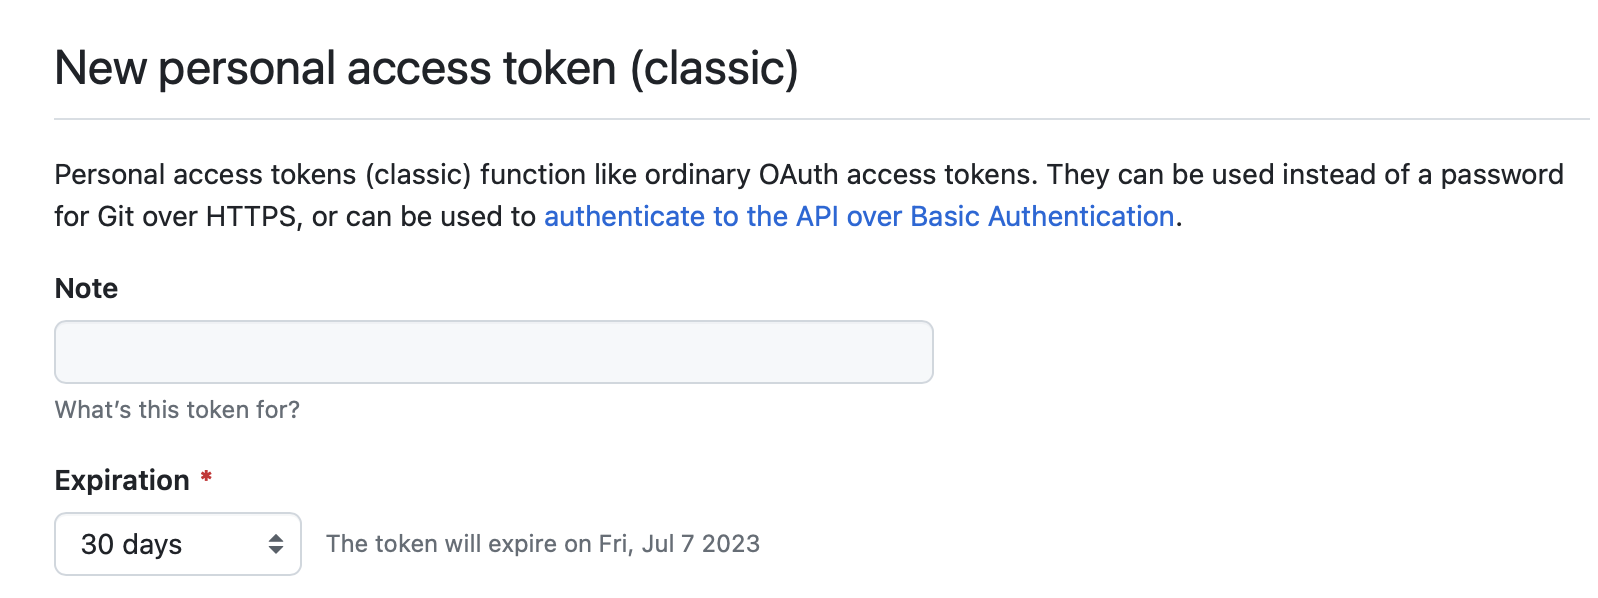 New personal access token (classic)
Personal access tokens (classic) function like ordinary OAuth access tokens. They can be used instead of a password
for Git over HTTPS, or can be used to authenticate to the API over Basic Authentication.
Note
What's this token for?
Expiration *
30 days The token will expire on Fri, Jul 7 2023